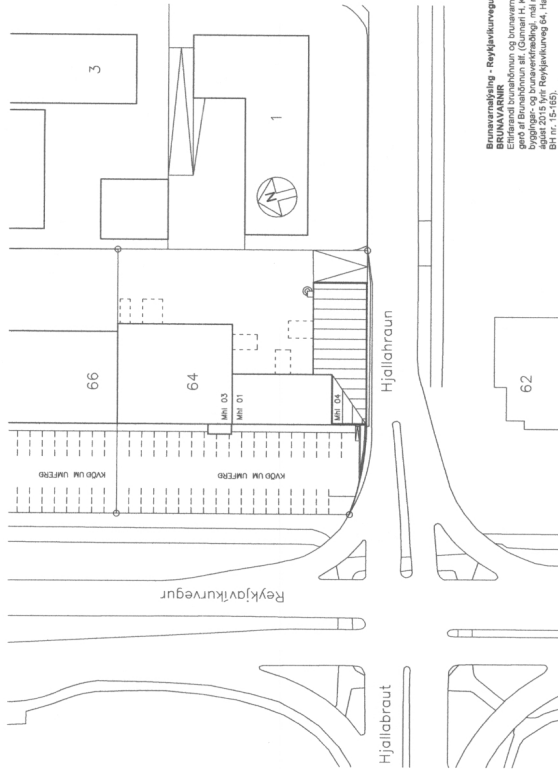 3
1
N
66
64
Mhl 03
Mhl 01
Mhl 04
KVÖÐ UM UMFERÐ
KVÖÐ UM UMFERÐ
Hjallahraun
62
Reykjavíkurvegur
Hjallabraut
Brunavarnalýsing - Reykjavíkurvegu
BRUNAVARNIR
Eftirfarandi brunahönnun og brunavarn
gerð af Brunahönnun slf. (Gunnari H. K
byggingar- og brunaverkfræðingi, mál n
ágúst 2015 fyrir Reykjavíkurveg 64, Ha
BH nr. 15-165).